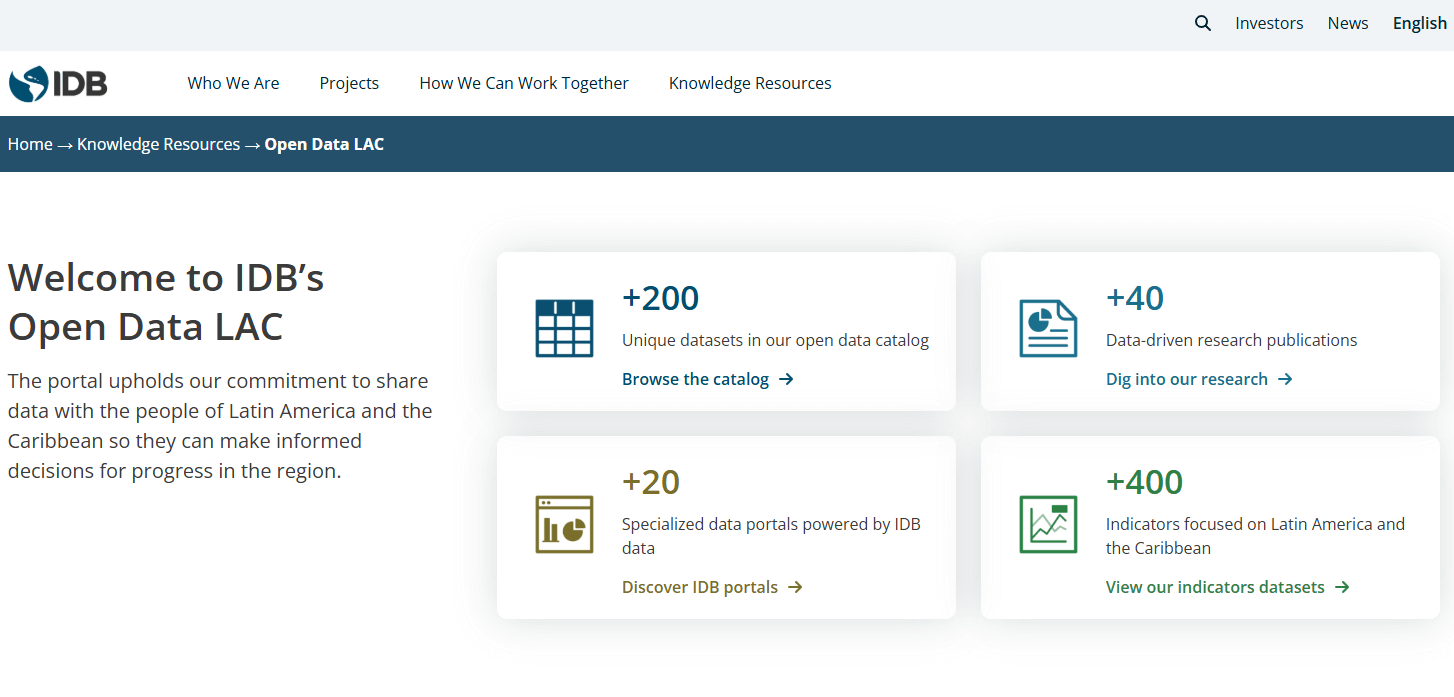 Investors News English
IDB
Who We Are Projects How We Can Work Together Knowledge Resources
Home → Knowledge Resources → Open Data LAC
Welcome to IDB’s
Open Data LAC
The portal upholds our commitment to share
data with the people of Latin America and the
Caribbean so they can make informed
decisions for progress in the region.
+200
Unique datasets in our open data catalog
Browse the catalog →
+40
Data-driven research publications
Dig into our research →
+20
Specialized data portals powered by IDB
data
Discover IDB portals →
+400
Indicators focused on Latin America and
the Caribbean
View our indicators datasets →